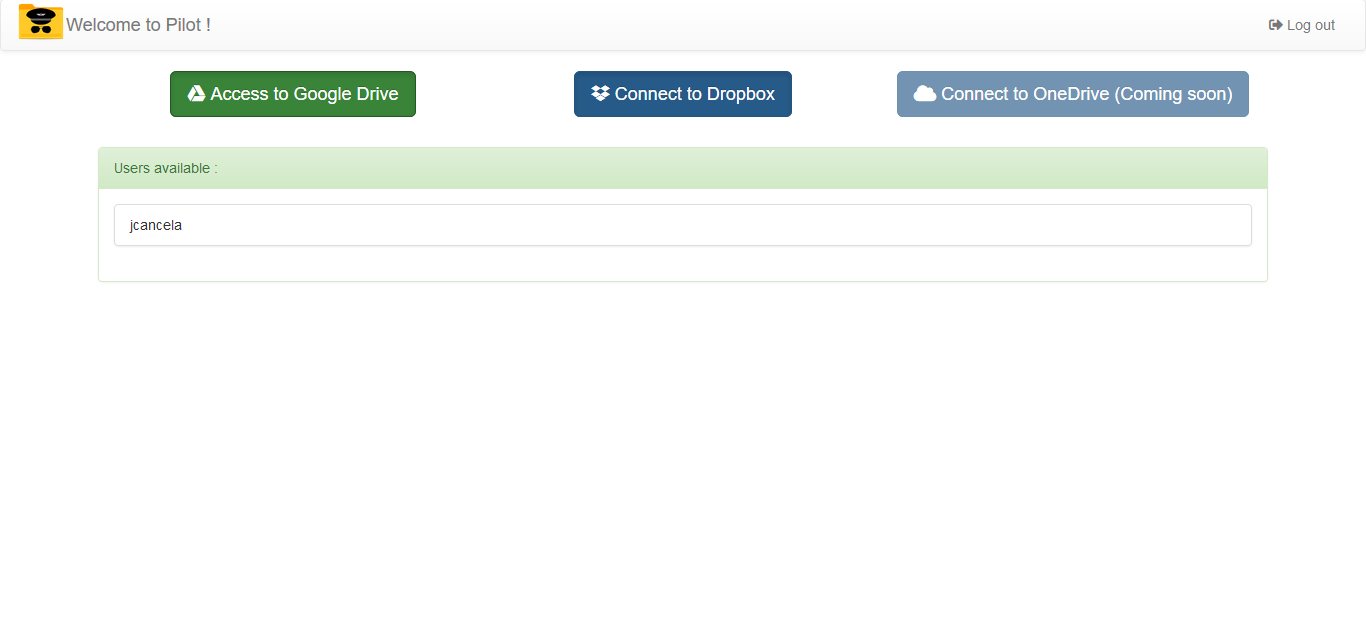 Welcome to Pilot !
Log out
Access to Google Drive
Connect to Dropbox
Connect to OneDrive (Coming soon)
Users available :
jcancela